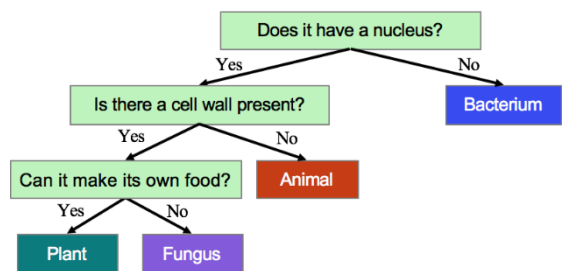 Does it have a nucleus?
Yes
No
Is there a cell wall present?
Bacterium
Yes
No
Can it make its own food?
Animal
Yes
No
Plant
Fungus